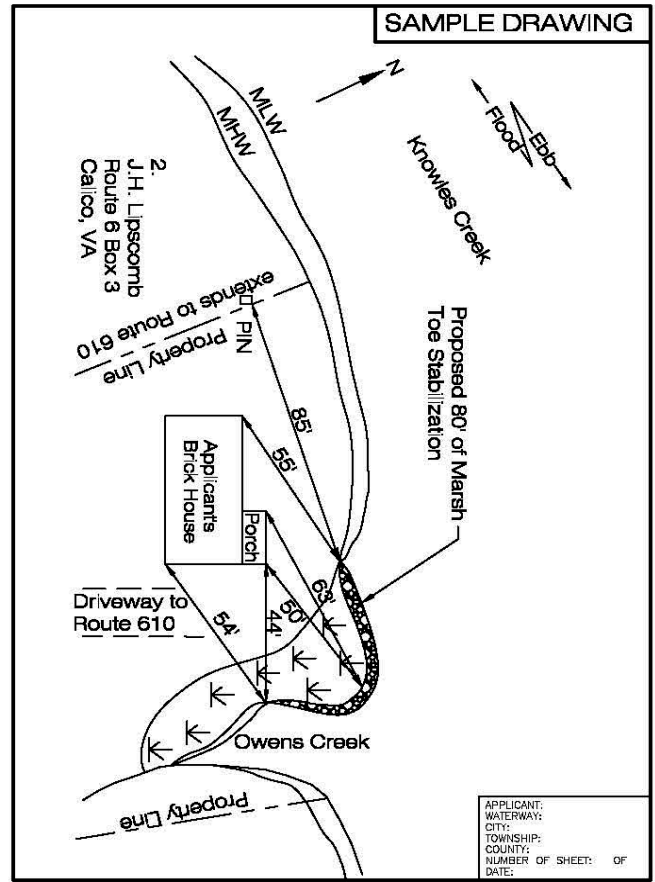 SAMPLE DRAWING
N
MLW
MHW
Flood
Ebb
Knowles Creek
2.
J.H. Lipscomb
Route 6 Box 3
Calico, VA
extends to Route 610
Property Line
PIN
Proposed 80' of Marsh
Toe Stabilization
85'
55'
Applicant's
Brick House
Porch
63'
50'
44'
54'
Driveway to
Route 610
Owens Creek
Property Line
APPLICANT:
WATERWAY:
CITY:
TOWNSHIP:
COUNTY:
NUMBER OF SHEET: OF
DATE: